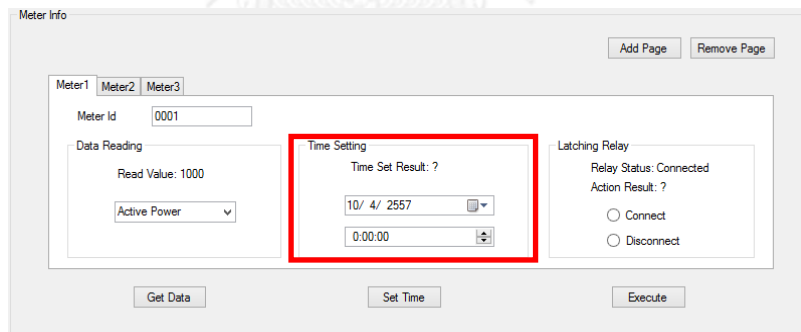 Meter Info
Add Page Remove Page
Meter1 Meter2 Meter3
Meter Id 0001
Data Reading
Read Value: 1000
Active Power
Time Setting
Time Set Result: ?
10/ 4/ 2557
0:00:00
Latching Relay
Relay Status: Connected
Action Result: ?
Connect
Disconnect
Get Data Set Time Execute